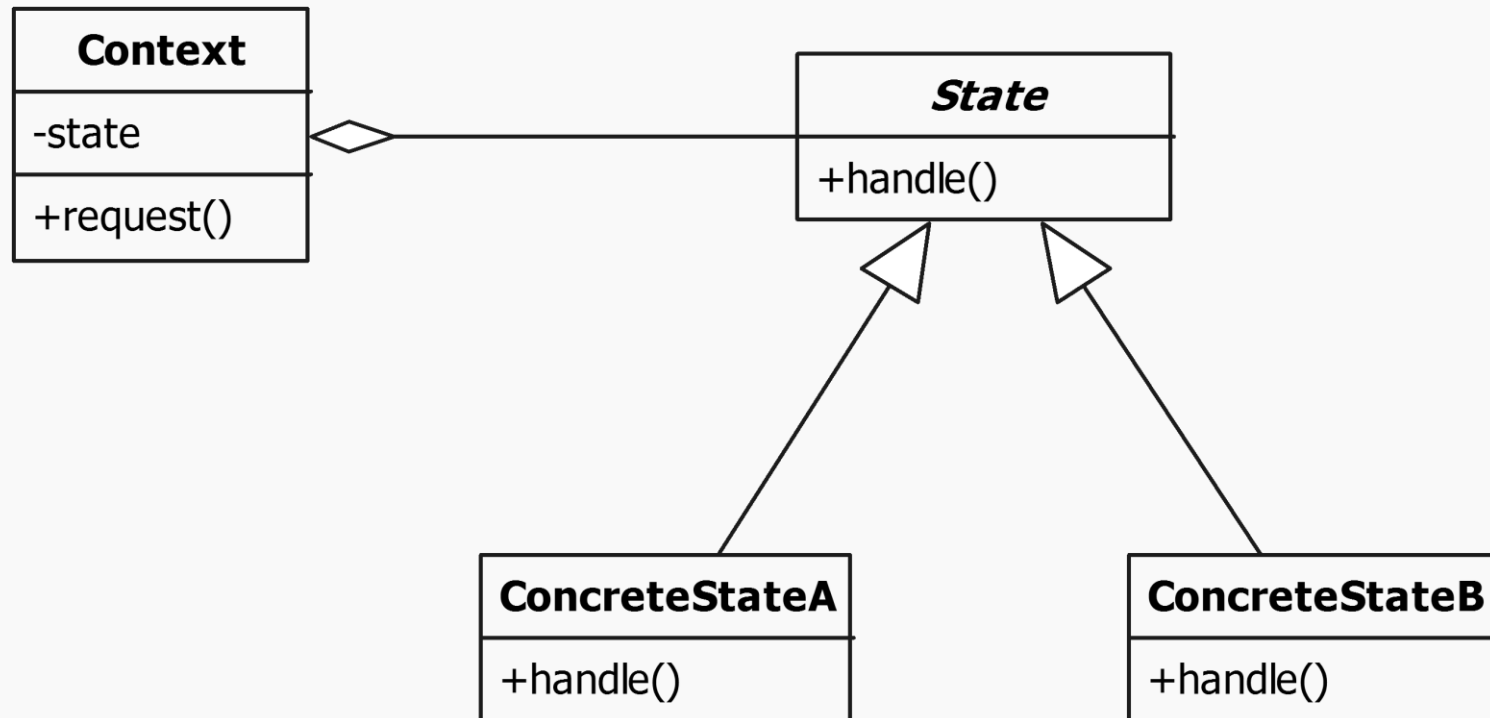 Context
-state
+request()
State
+handle()
ConcreteStateA
+handle()
ConcreteStateB
+handle()